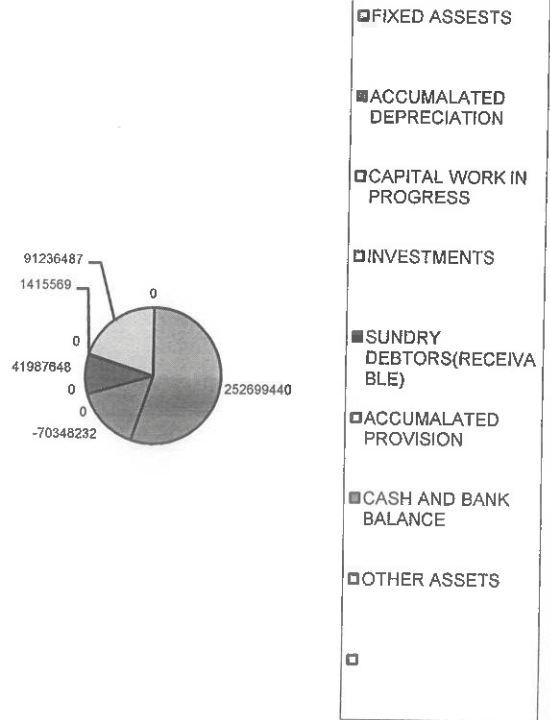 91236487
1415569
0
0
41987648
0
0
-70348232
252699440
FIXED ASSESTS
ACCUMALATED
DEPRECIATION
CAPITAL WORK IN
PROGRESS
INVESTMENTS
SUNDRY
DEBTORS(RECEIVA
BLE)
ACCUMALATED
PROVISION
CASH AND BANK
BALANCE
OTHER ASSETS